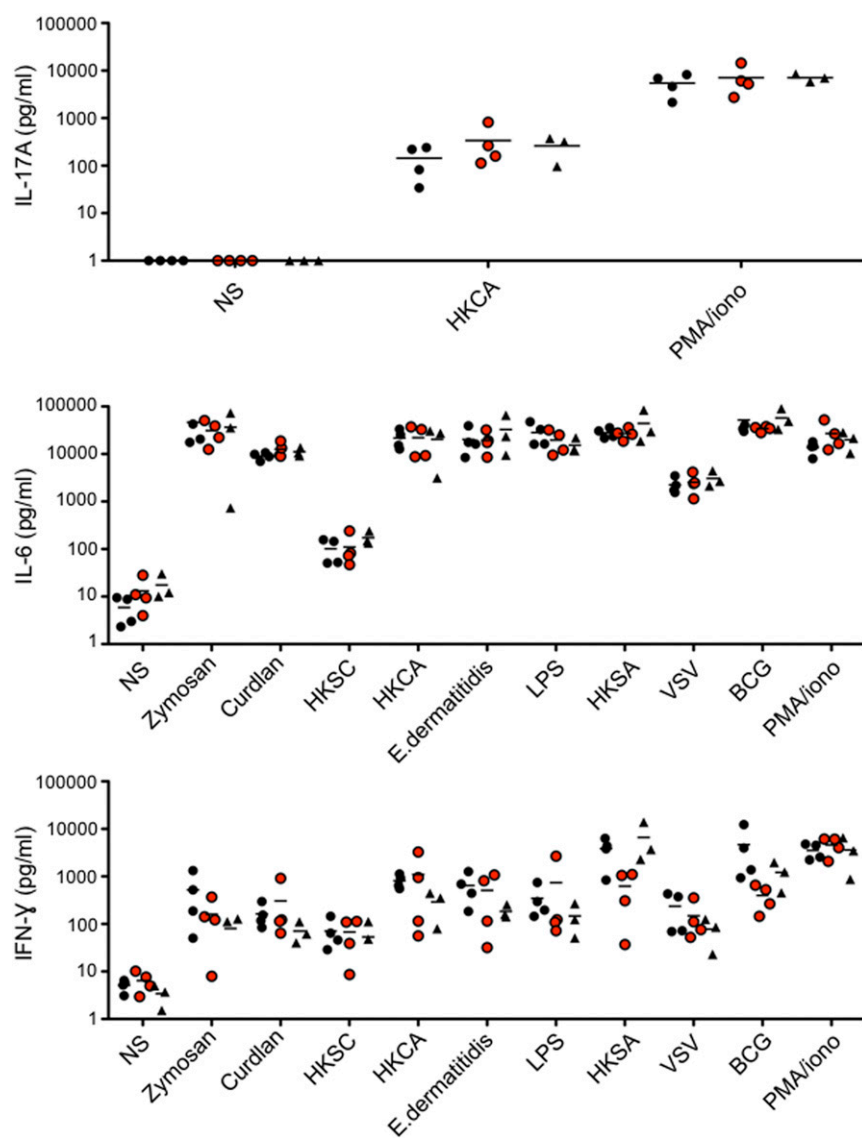 100000
10000
1000
100
10
1
IL-17A (pg/ml)
NS
HKCA
PMA/iono
100000
10000
1000
100
10
1
IL-6 (pg/ml)
NS
Zymosan
Curdlan
HKSC
HKCA
E.dermatitidis
LPS
HKSA
VSV
BCG
PMA/iono
100000
10000
1000
100
10
1
IFN-Ɣ (pg/ml)
NS
Zymosan
Curdlan
HKSC
HKCA
E.dermatitidis
LPS
HKSA
VSV
BCG
PMA/iono